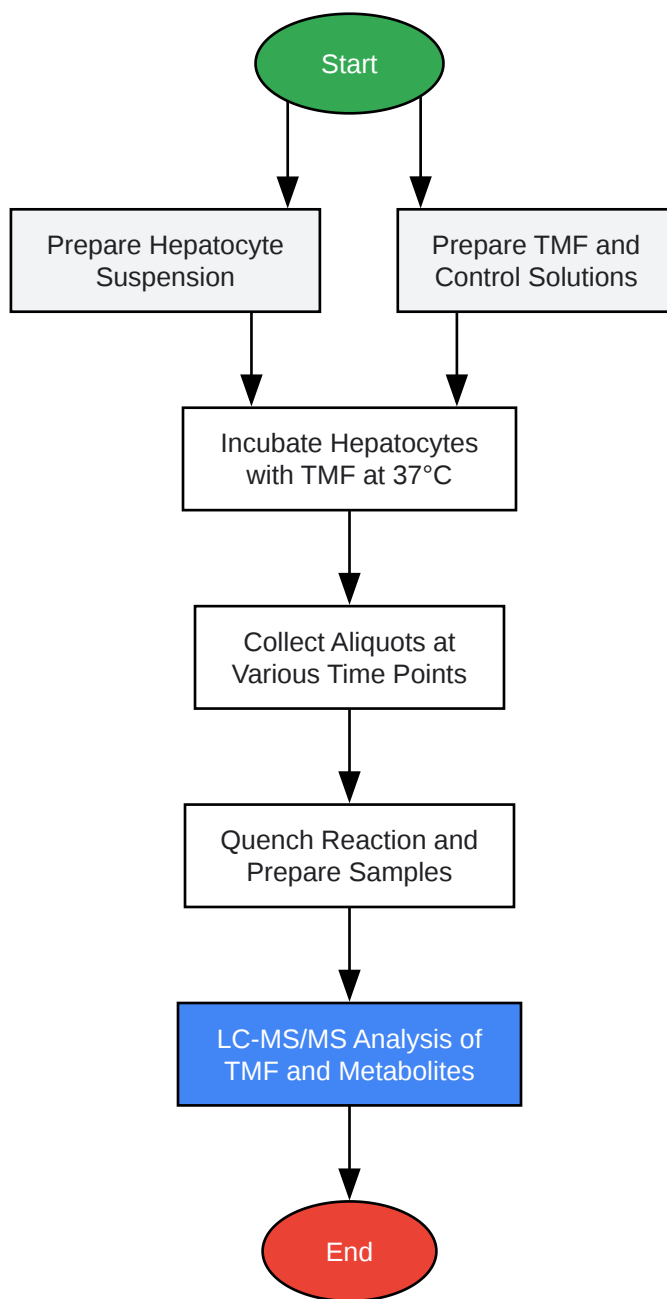 Start
Prepare Hepatocyte
Suspension
Prepare TMF and
Control Solutions
Incubate Hepatocytes
with TMF at 37°C
Collect Aliquots at
Various Time Points
Quench Reaction and
Prepare Samples
LC-MS/MS Analysis of
TMF and Metabolites
End